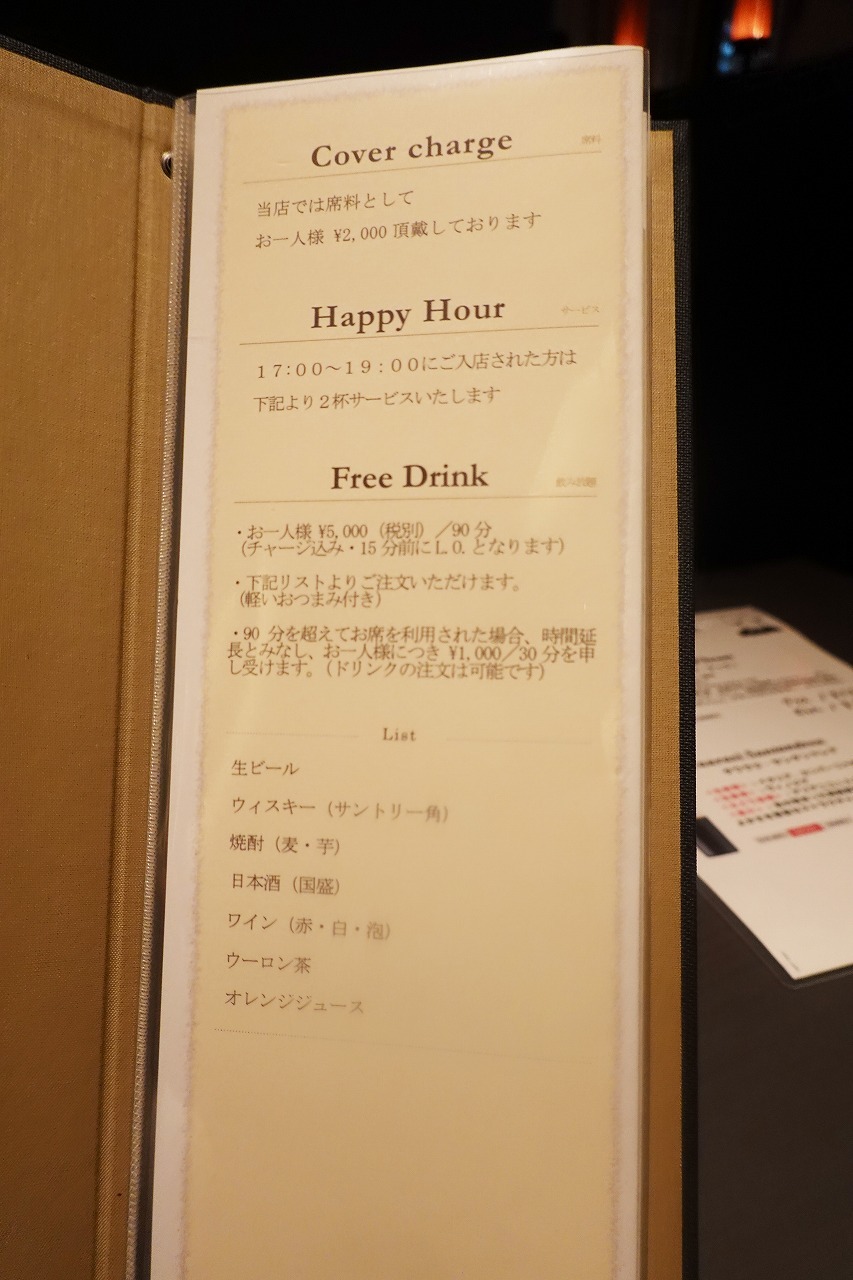 Cover charge 席料
当店では席料として
お一人様 ¥2,000 頂戴しております
Happy Hour サービス
17:00～19:00にご入店された方は
下記より2杯サービスいたします
Free Drink 飲み放題
・お一人様 ¥5,000（税別）／90 分
（チャージ込み・15 分前にL.O.となります）
・下記リストよりご注文いただけます。
（軽いおつまみ付き）
・90 分を超えてお席を利用された場合、時間延
長とみなし、お一人様につき ¥1,000／30 分を申
し受けます。（ドリンクの注文は可能です）
List
生ビール
ウィスキー（サントリー角）
焼酎（麦・芋）
日本酒（国盛）
ワイン（赤・白・泡）
ウーロン茶
オレンジジュース